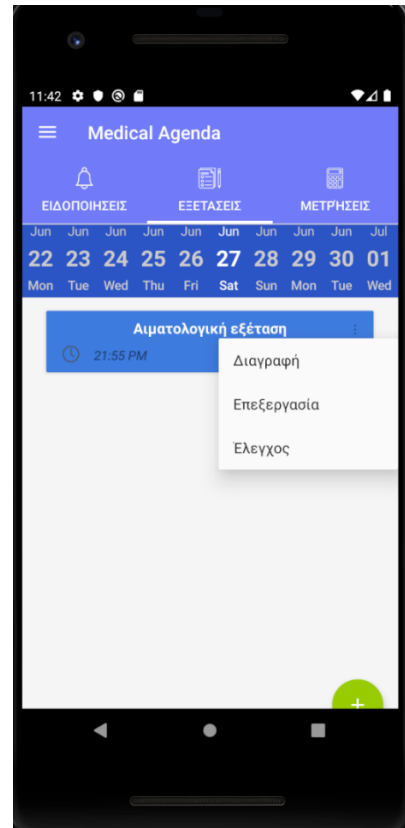 11:42
Medical Agenda
ΕΙΔΟΠΟΙΗΣΕΙΣ ΕΞΕΤΑΣΕΙΣ ΜΕΤΡΉΣΕΙΣ
Jun Jun Jun Jun Jun Jun Jun Jun Jun Jul
22 23 24 25 26 27 28 29 30 01
Mon Tue Wed Thu Fri Sat Sun Mon Tue Wed
Αιματολογική εξέταση
21:55 PM
Διαγραφή
Επεξεργασία
Έλεγχος